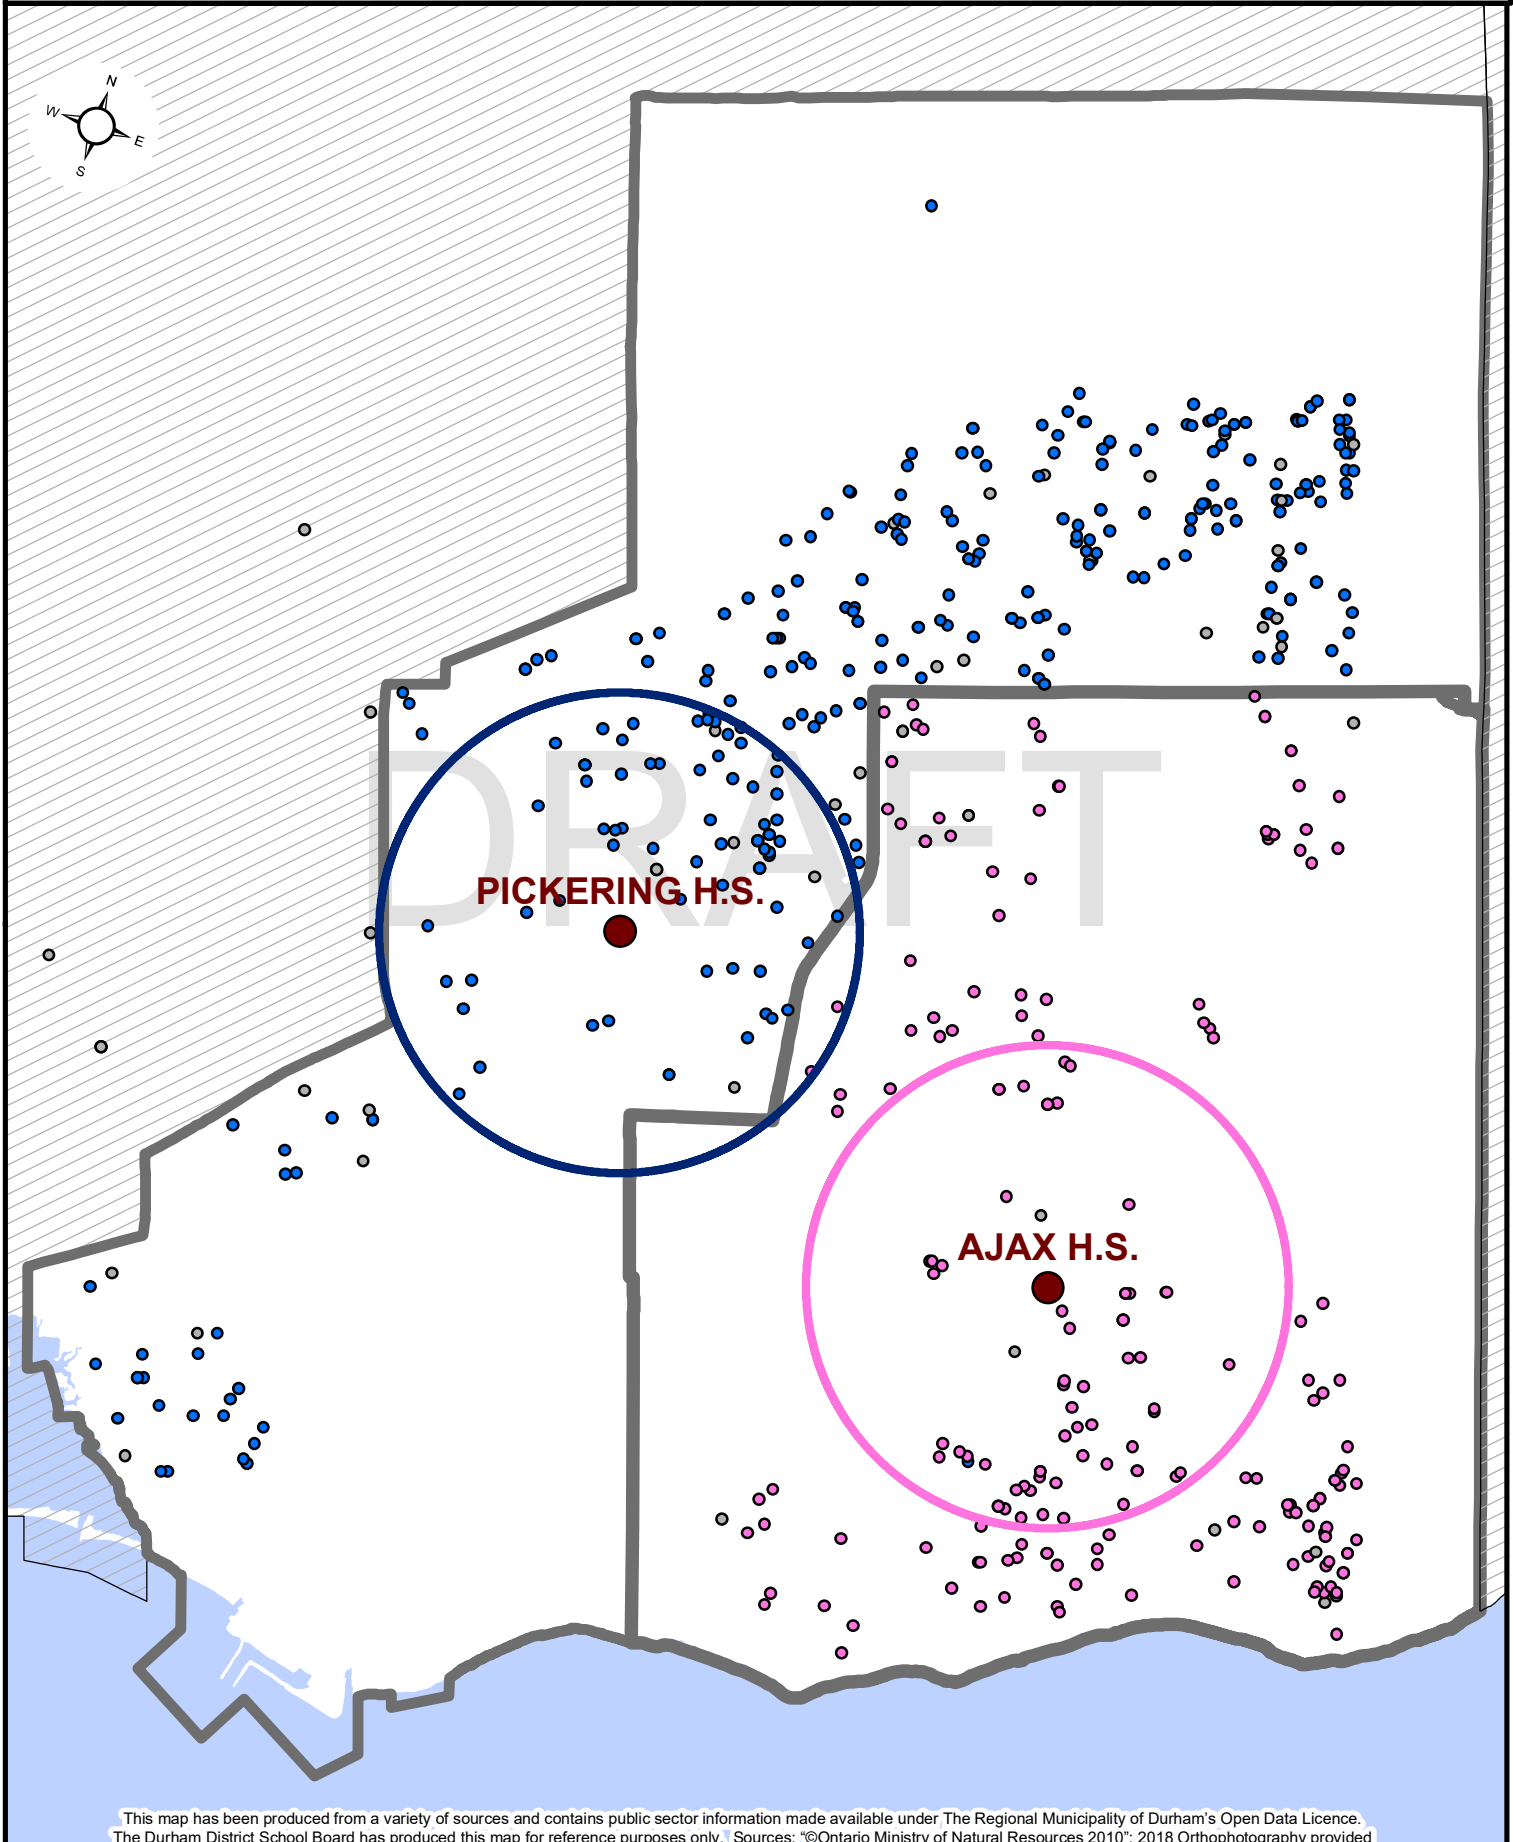 N
W
E
S
DRAFT
PICKERING H.S.
AJAX H.S.
This map has been produced from a variety of sources and contains public sector information made available under The Regional Municipality of Durham's Open Data Licence.
The Durham District School Board has produced this map for reference purposes only. Sources: "©Ontario Ministry of Natural Resources 2010"; 2018 Orthophotography provided